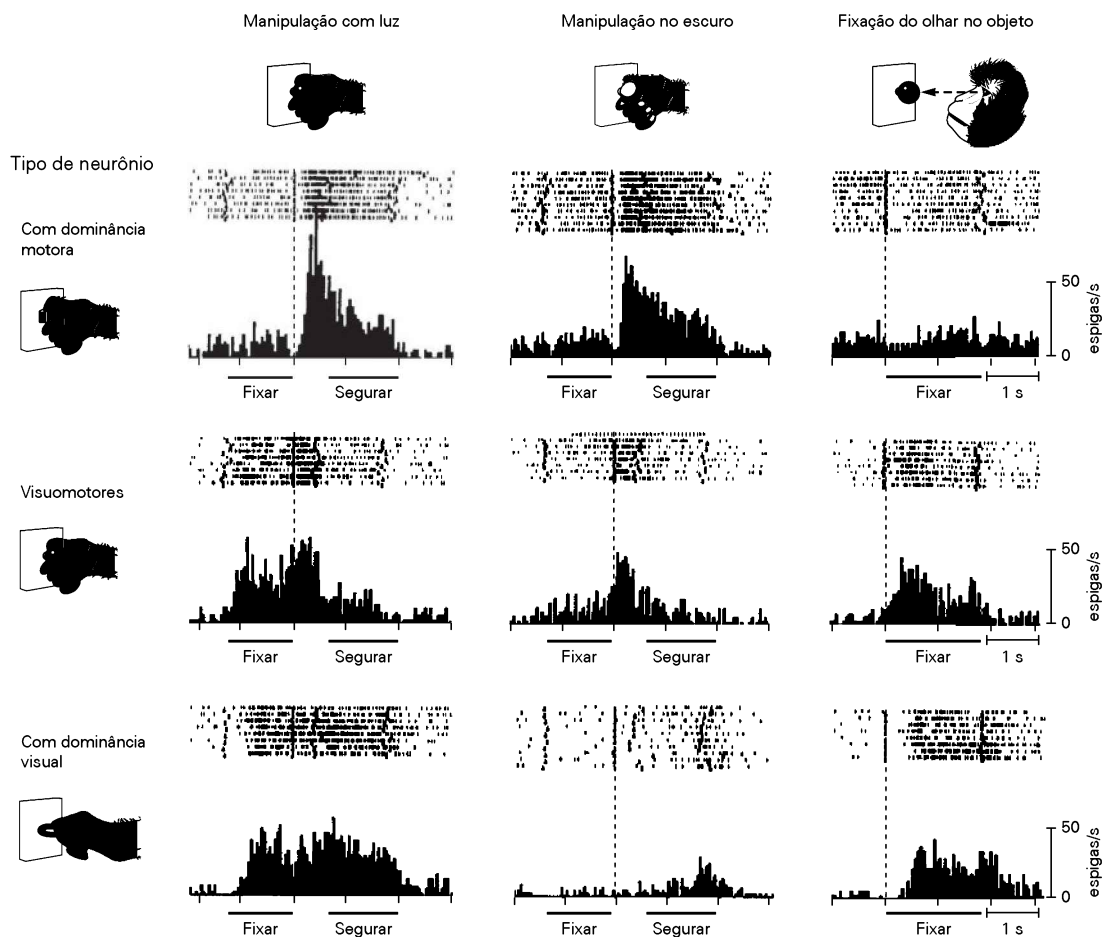 Manipulação com luz
Manipulação no escuro
Fixação do olhar no objeto
Tipo de neurônio
Com dominância
motora
50
0
espigas/s
Fixar
Segurar
Fixar
Segurar
Fixar
1 s
Visuomotores
50
0
espigas/s
Fixar
Segurar
Fixar
Segurar
Fixar
1 s
Com dominância
visual
50
0
espigas/s
Fixar
Segurar
Fixar
Segurar
Fixar
1 s